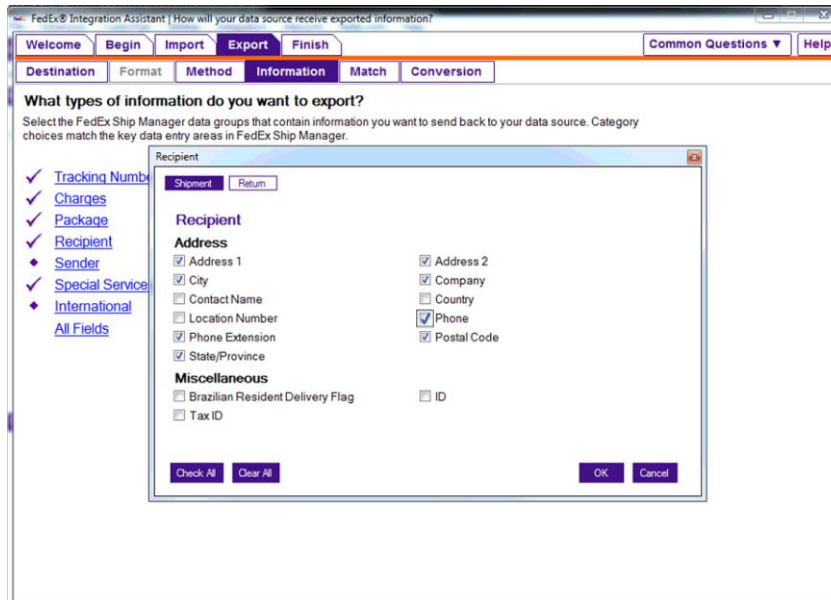 FedEx® Integration Assistant | How will your data source receive exported information?
Welcome Begin Import Export Finish Common Questions ▼ Help
Destination Format Method Information Match Conversion
What types of information do you want to export?
Select the FedEx Ship Manager data groups that contain information you want to send back to your data source. Category
choices match the key data entry areas in FedEx Ship Manager.
Tracking Numbe
Charges
Package
Recipient
Sender
Special Service
International
All Fields
Recipient
Shipment Return
Recipient
Address
Address 1 Address 2
City Company
Contact Name Country
Location Number Phone
Phone Extension Postal Code
State/Province
Miscellaneous
Brazilian Resident Delivery Flag ID
Tax ID
Check All Clear All OK Cancel